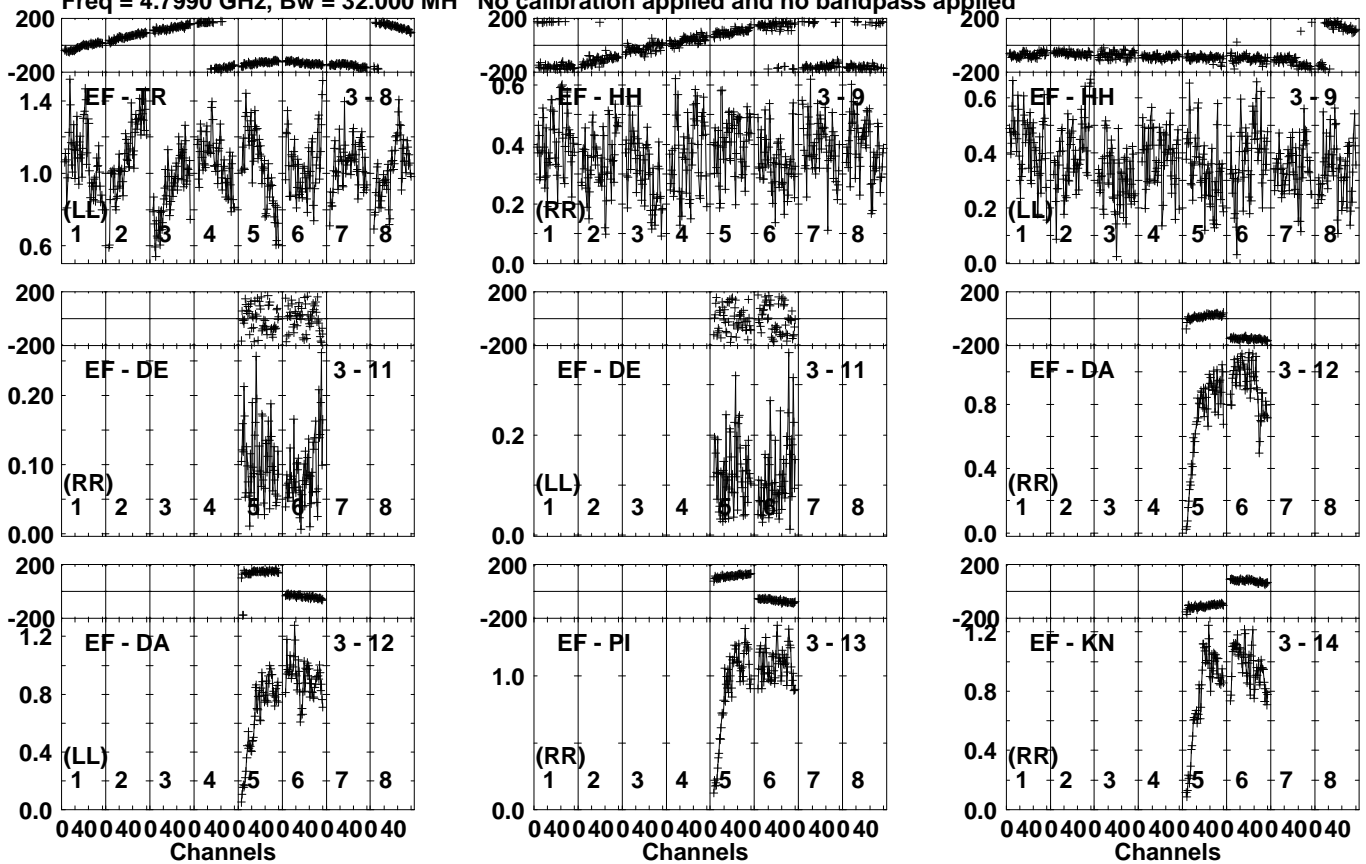 Freq = 4.7990 GHz, Bw = 32.000 MH No calibration applied and no bandpass applied
200 200 200
-200 -200 -200
EF - TR 3 - 8
1.4
1.0
0.6
(LL)
1 2 3 4 5 6 7 8
EF - HH 3 - 9
0.6
0.4
0.2
0.0
(RR)
1 2 3 4 5 6 7 8
EF - HH 3 - 9
0.6
0.4
0.2
0.0
(LL)
1 2 3 4 5 6 7 8
200 200 200
-200 -200 -200
EF - DE 3 - 11
0.20
0.10
0.00
(RR)
1 2 3 4 5 6 7 8
EF - DE 3 - 11
0.2
0.0
(LL)
1 2 3 4 5 6 7 8
EF - DA 3 - 12
0.8
0.4
0.0
(RR)
1 2 3 4 5 6 7 8
200 200 200
-200 -200 -200
EF - DA 3 - 12
1.2
0.8
0.4
0.0
(LL)
1 2 3 4 5 6 7 8
EF - PI 3 - 13
1.0
0.0
(RR)
1 2 3 4 5 6 7 8
EF - KN 3 - 14
1.2
0.8
0.4
0.0
(RR)
1 2 3 4 5 6 7 8
0 40 0 40 0 40 0 40 0 40 0 40 0 40 0 40
0 40 0 40 0 40 0 40 0 40 0 40 0 40 0 40
0 40 0 40 0 40 0 40 0 40 0 40 0 40 0 40
Channels Channels Channels